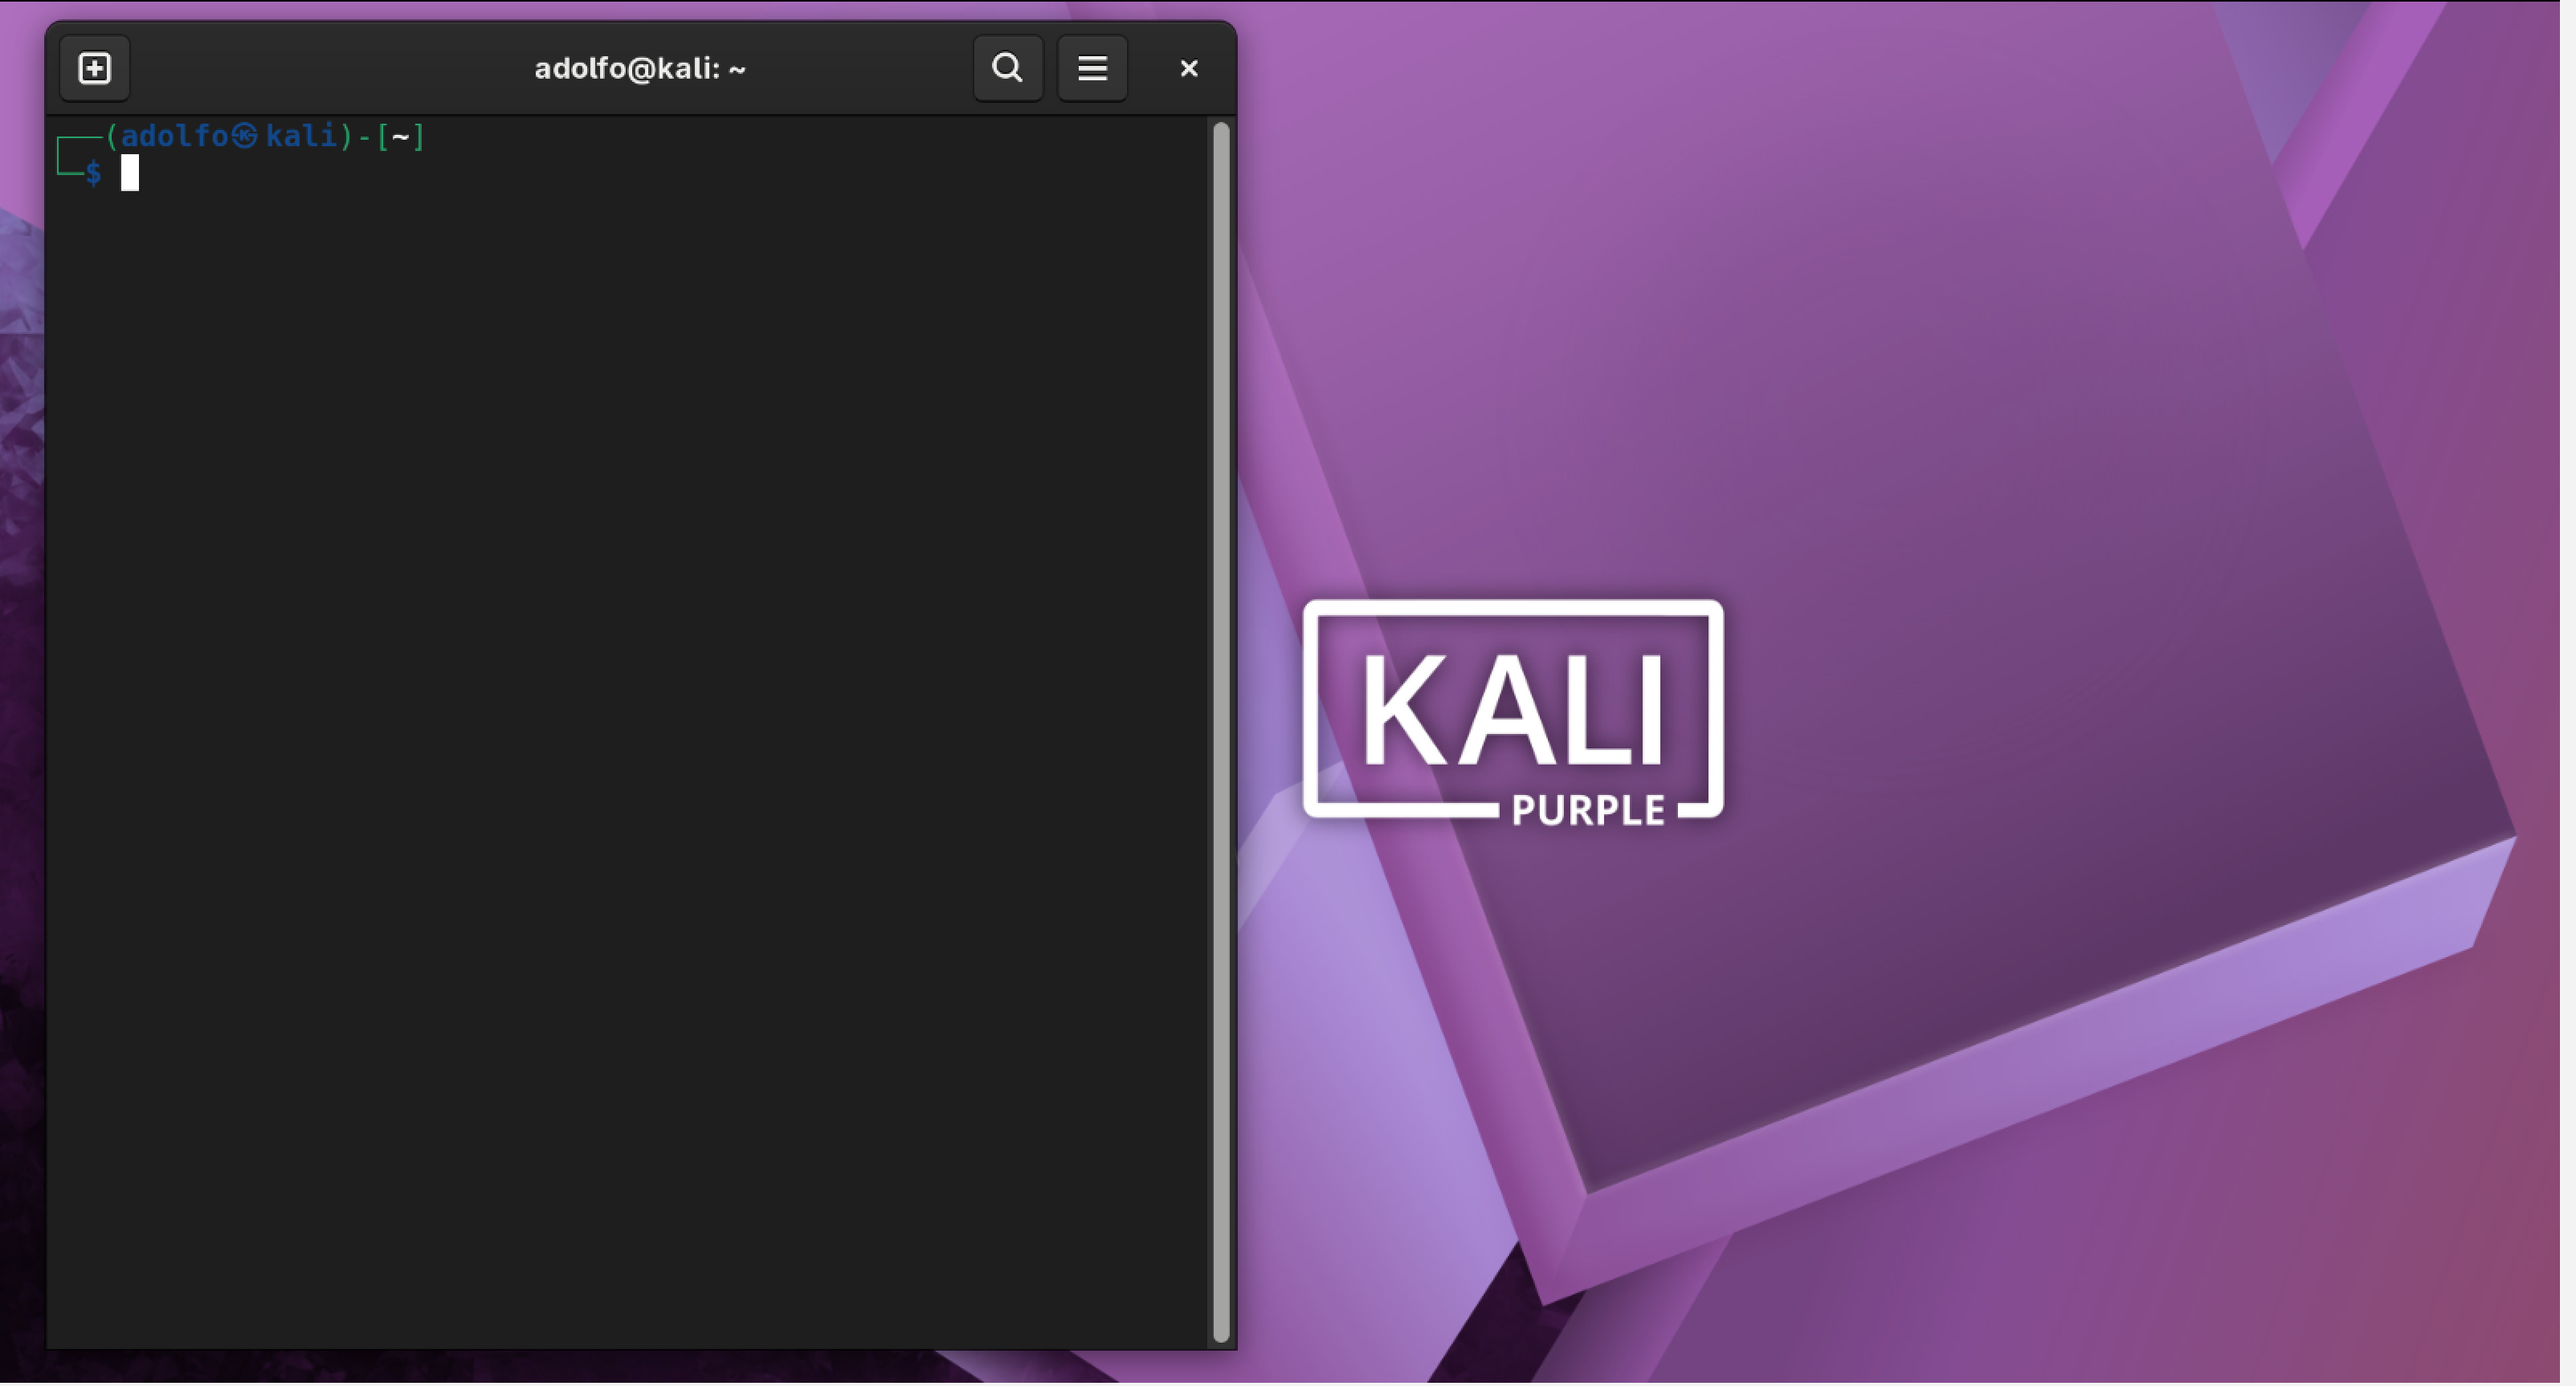 adolfo@kali: ~
┌──(adolfo㉿kali)-[~]
└─$
KALI
PURPLE